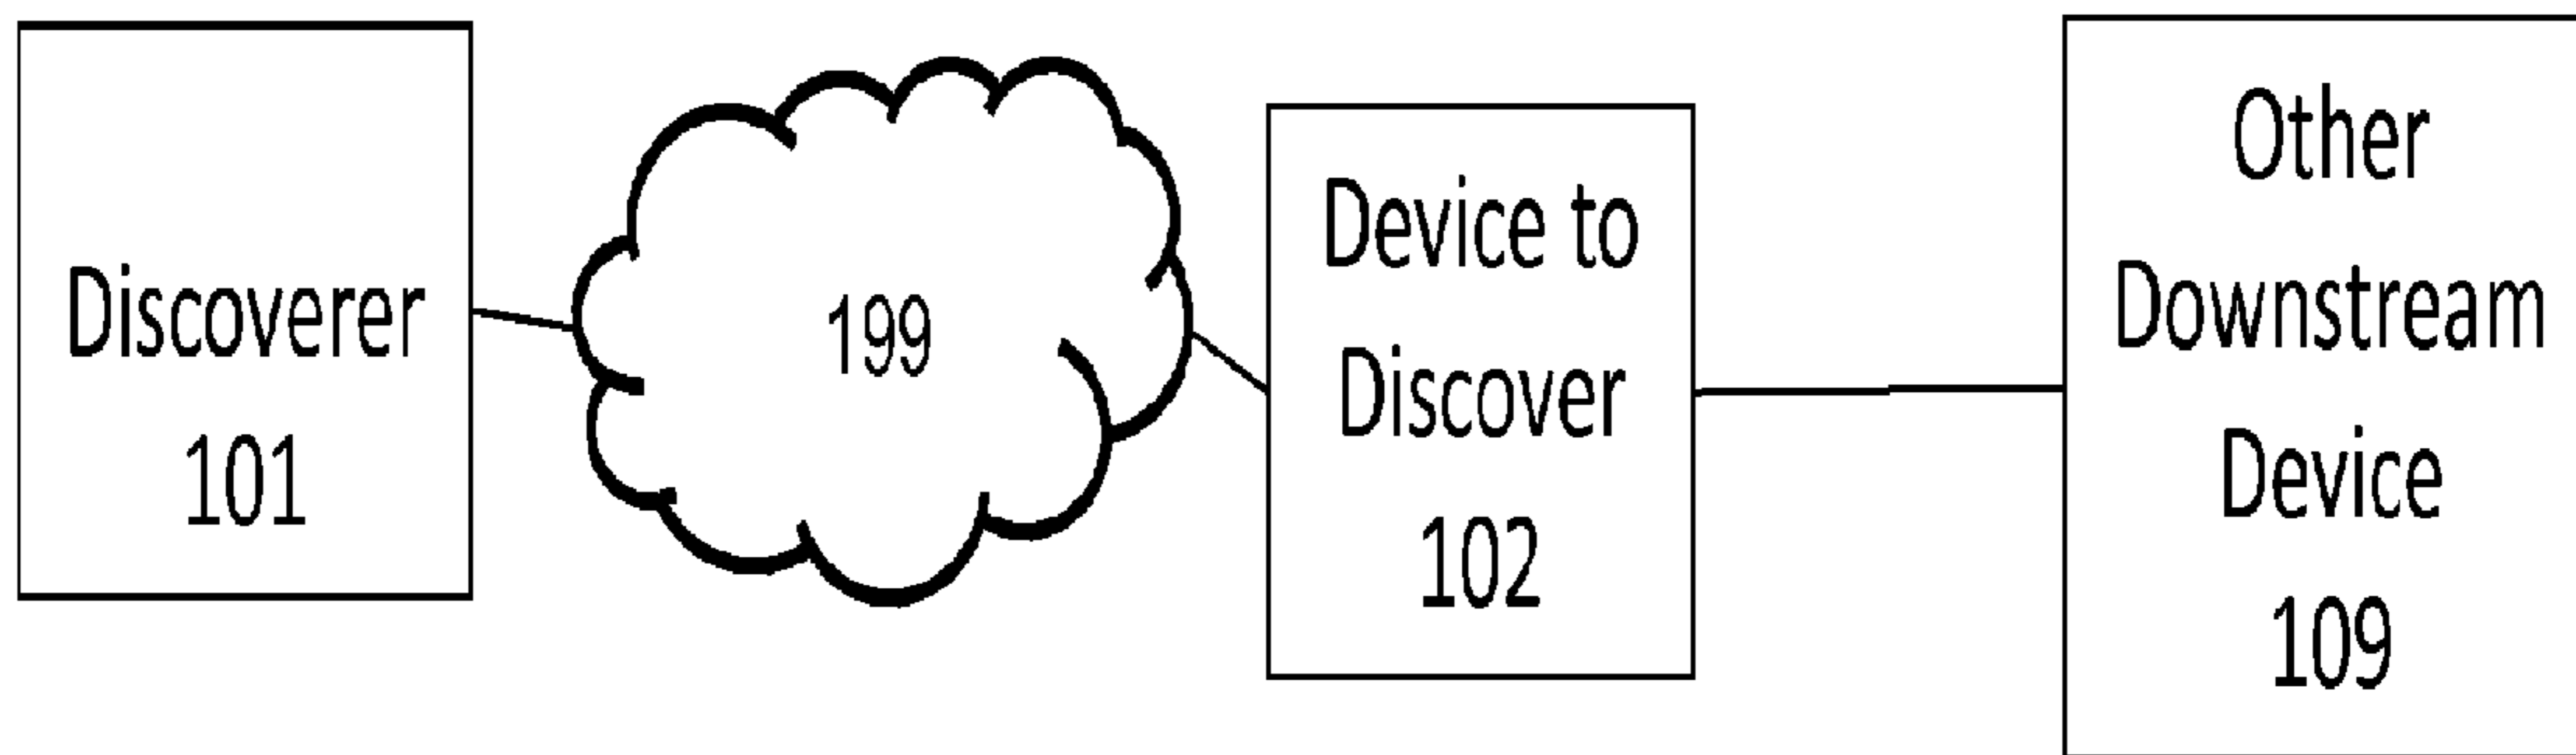 Discoverer
101
199
Device to
Discover
102
Other
Downstream
Device
109